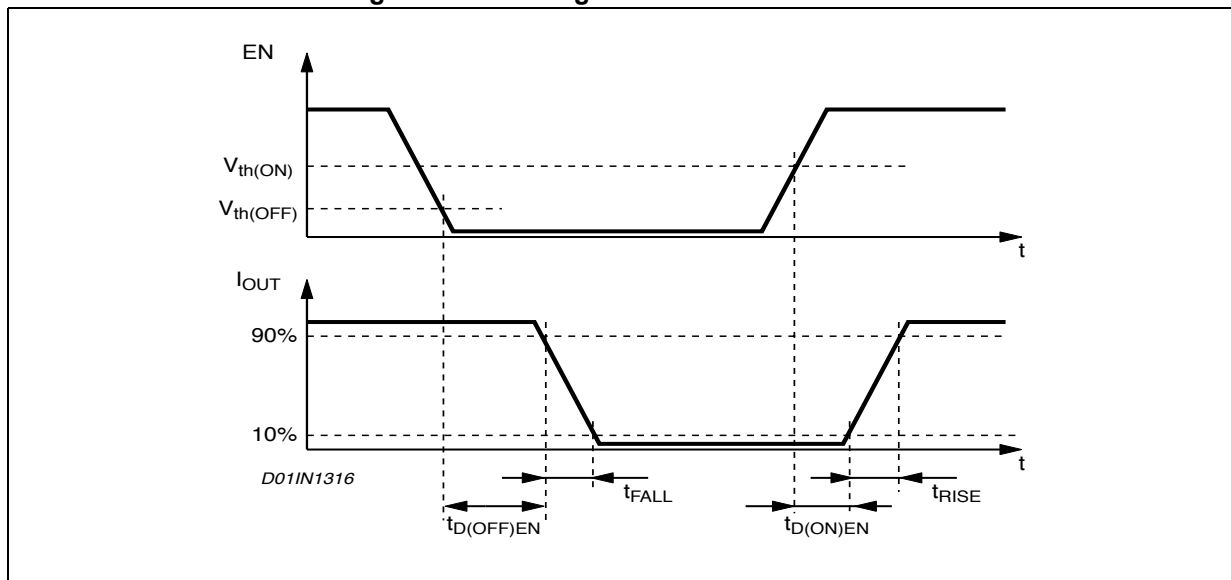 EN
Vth(ON)
Vth(OFF)
t
IOUT
90%
10%
t
D01IN1316
tFALL
tRISE
tD(OFF)EN
tD(ON)EN